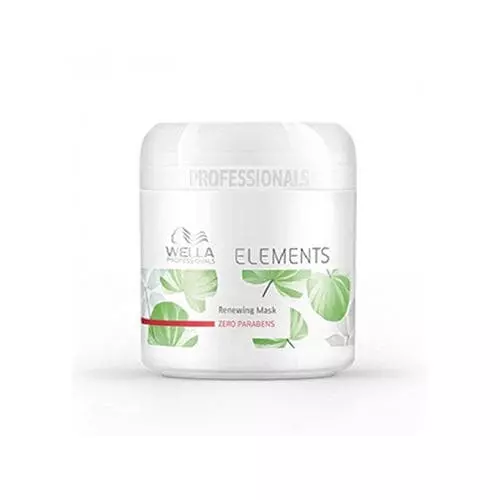 PROFESSIONALS
WELLA
PROFESSIONALS
ELEMENTS
Renewing Mask
ZERO PARABENS